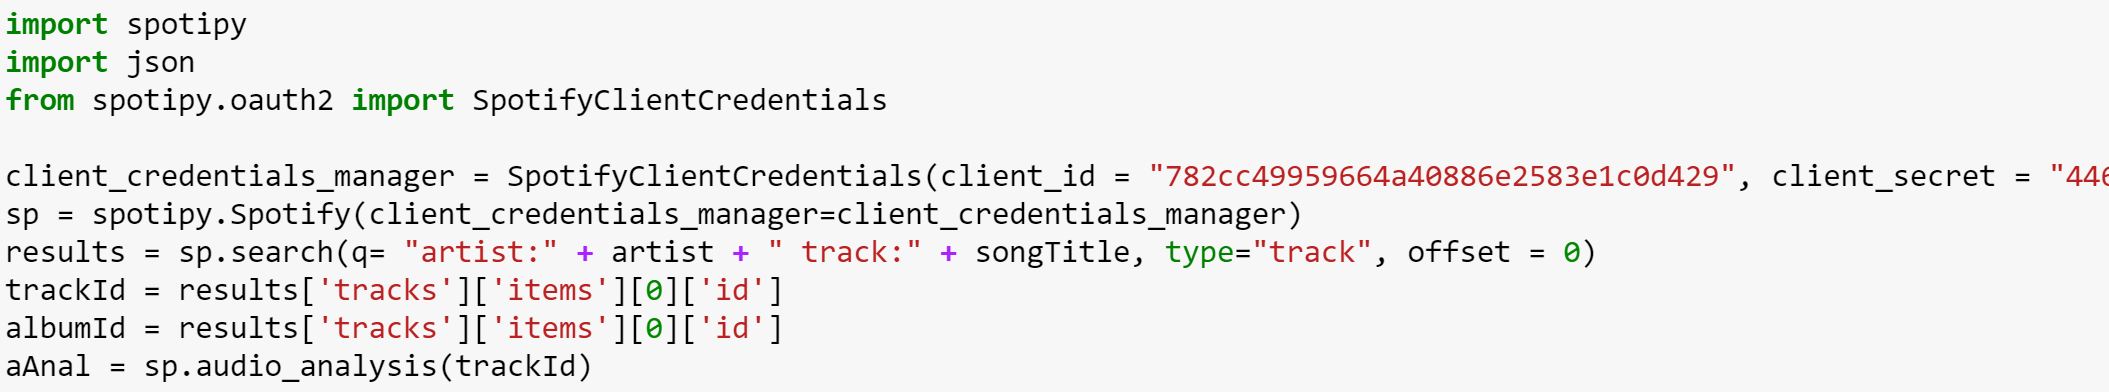 import spotipy
import json
from spotipy.oauth2 import SpotifyClientCredentials
client_credentials_manager = SpotifyClientCredentials(client_id = "782cc49959664a40886e2583e1c0d429", client_secret = "446
sp = spotipy.Spotify(client_credentials_manager=client_credentials_manager)
results = sp.search(q= "artist:" + artist + " track:" + songTitle, type="track", offset = 0)
trackId = results['tracks']['items'][0]['id']
albumId = results['tracks']['items'][0]['id']
aAnal = sp.audio_analysis(trackId)